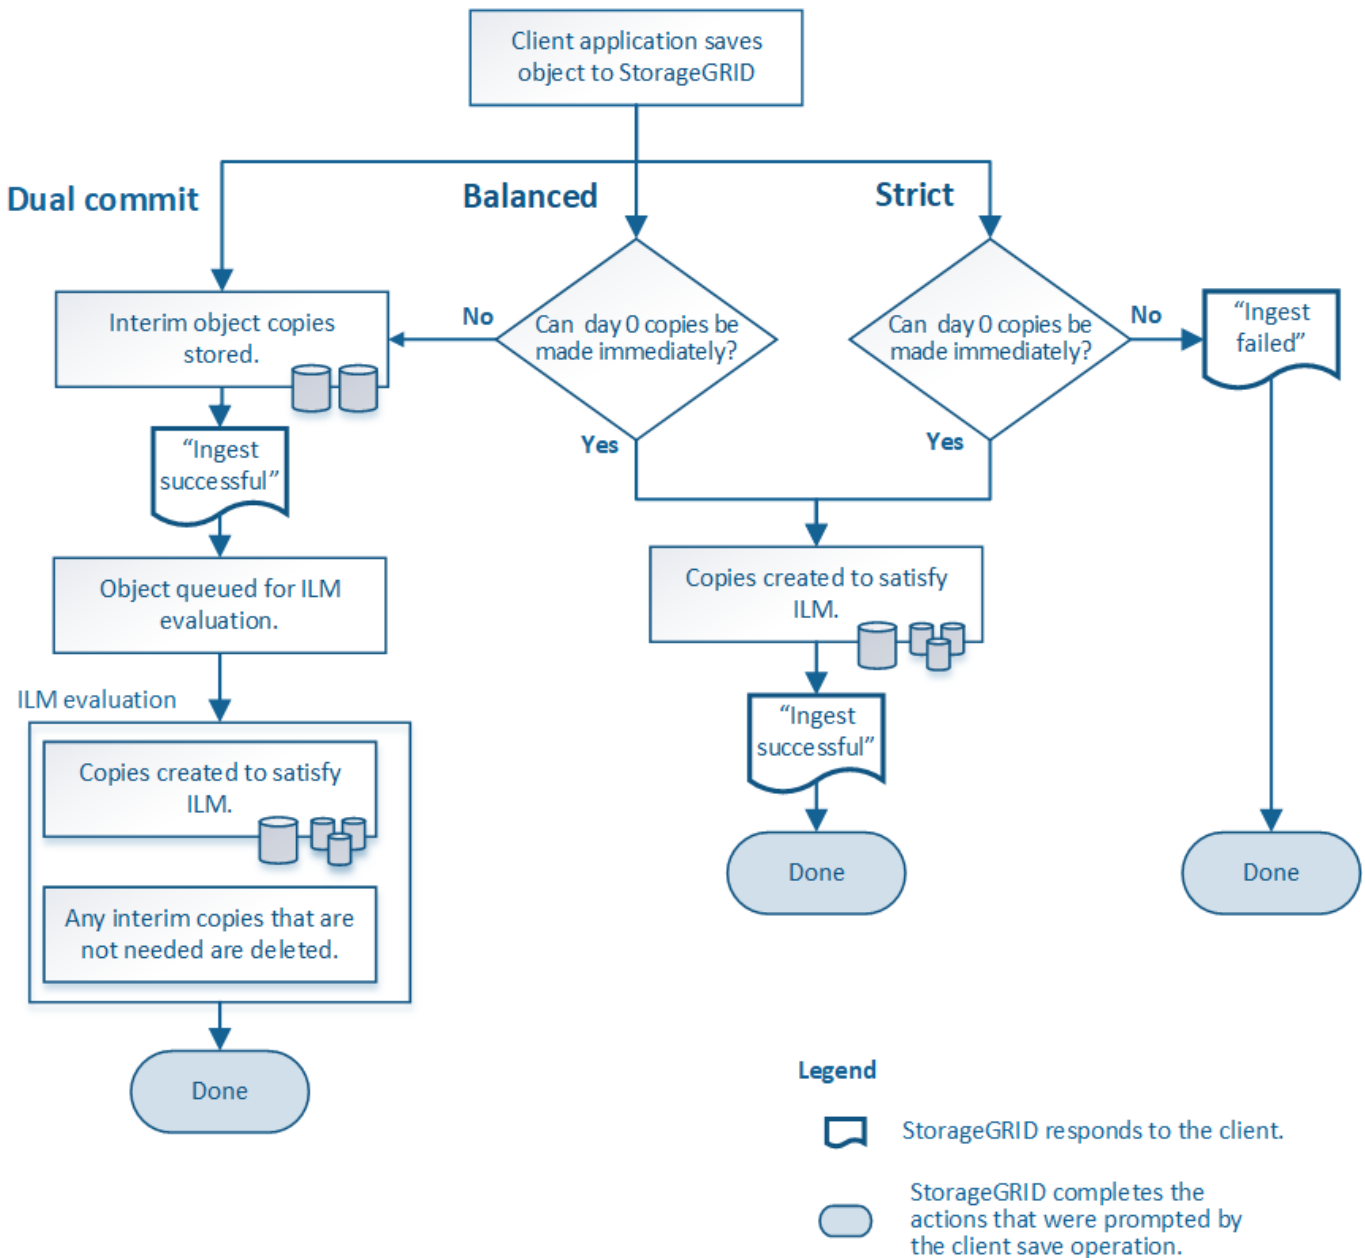 Client application saves
object to StorageGRID
Dual commit
Balanced
Strict
Interim object copies
stored.
No
Can day 0 copies be
made immediately?
Yes
Can day 0 copies be
made immediately?
Yes
No
“Ingest
failed”
“Ingest
successful”
Object queued for ILM
evaluation.
Copies created to satisfy
ILM.
ILM evaluation
“Ingest
successful”
Copies created to satisfy
ILM.
Any interim copies that are
not needed are deleted.
Done
Done
Done
Legend
StorageGRID responds to the client.
StorageGRID completes the
actions that were prompted by
the client save operation.